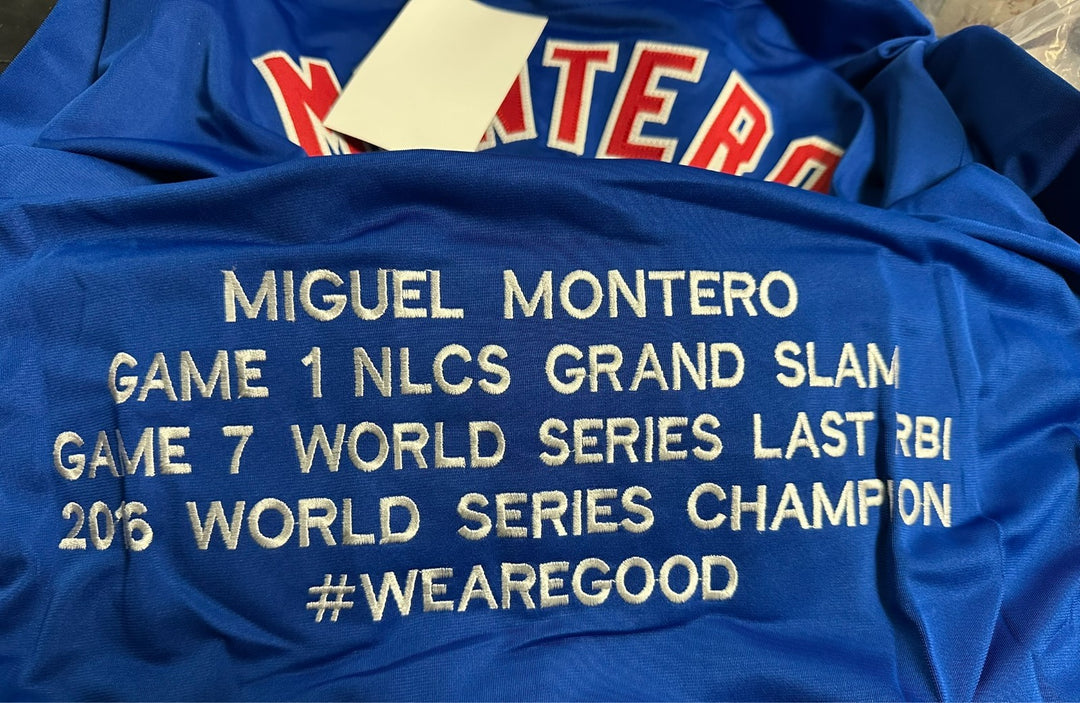 MIGUEL MONTERO
GAME 1 NLCS GRAND SLAM
GAME 7 WORLD SERIES LAST RBI
2016 WORLD SERIES CHAMPION
#WEAREGOOD